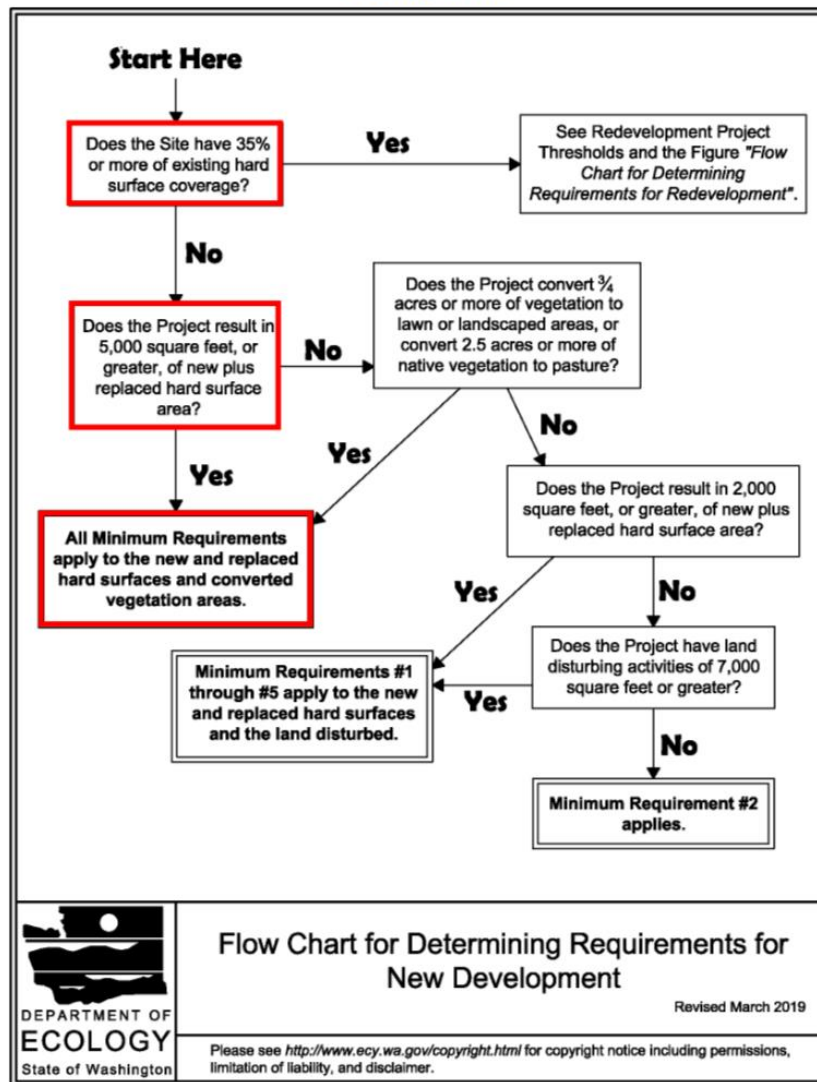 Start Here
Does the Site have 35%
or more of existing hard
surface coverage?
Yes
See Redevelopment Project
Thresholds and the Figure "Flow
Chart for Determining
Requirements for Redevelopment".
No
Does the Project result in
5,000 square feet, or
greater, of new plus
replaced hard surface
area?
No
Does the Project convert ¾
acres or more of vegetation to
lawn or landscaped areas, or
convert 2.5 acres or more of
native vegetation to pasture?
Yes
Yes
No
All Minimum Requirements
apply to the new and replaced
hard surfaces and converted
vegetation areas.
Does the Project result in 2,000
square feet, or greater, of new plus
replaced hard surface area?
Yes
No
Minimum Requirements #1
through #5 apply to the new
and replaced hard surfaces
and the land disturbed.
Yes
Does the Project have land
disturbing activities of 7,000
square feet or greater?
No
Minimum Requirement #2
applies.
DEPARTMENT OF
ECOLOGY
State of Washington
Flow Chart for Determining Requirements for
New Development
Revised March 2019
Please see http://www.ecy.wa.gov/copyright.html for copyright notice including permissions,
limitation of liability, and disclaimer.